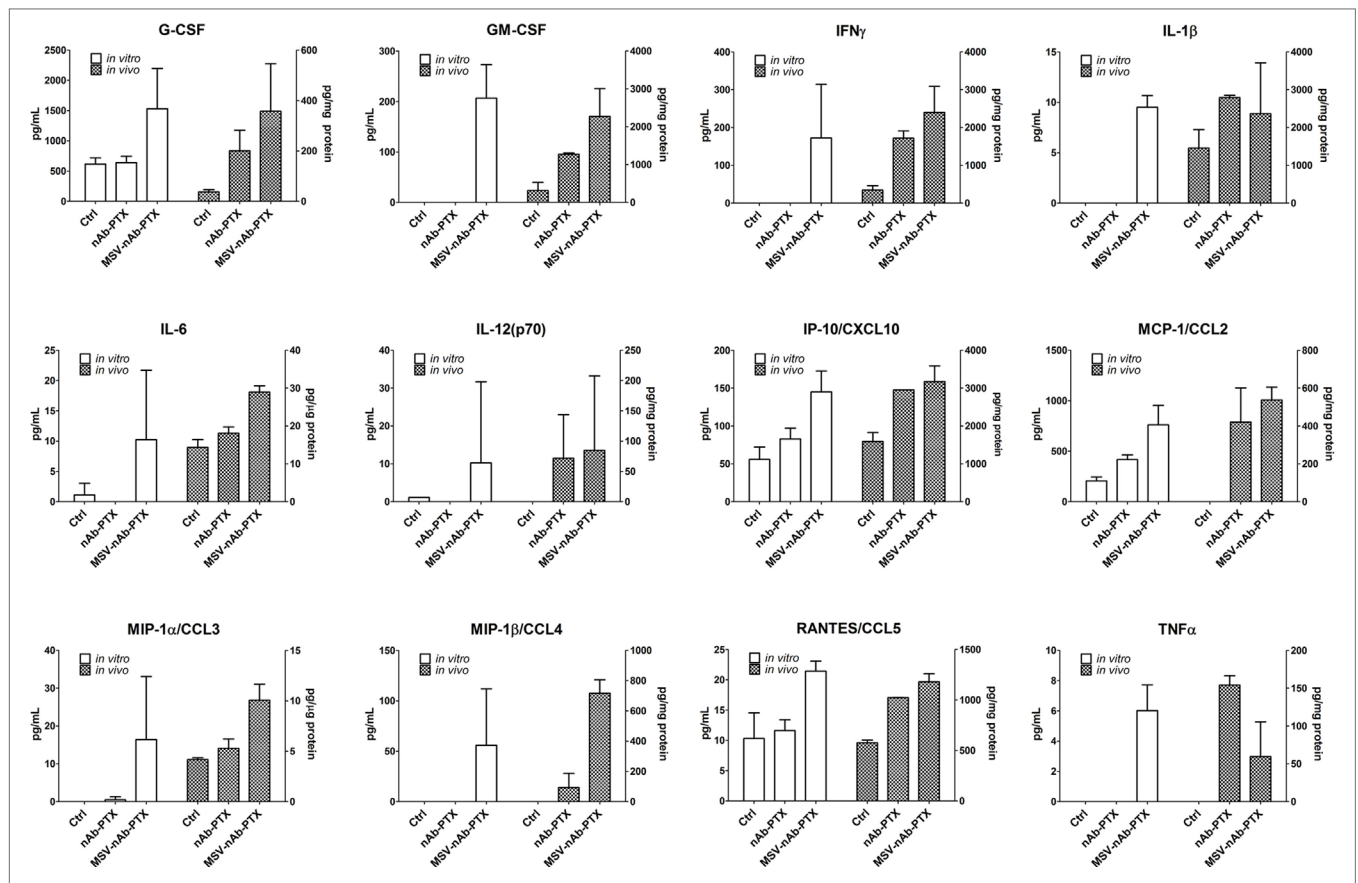 G-CSF
in vitro
in vivo
pg/mL
2500
2000
1500
1000
500
0
600
400
200
0
pg/mg protein
Ctrl
nAb-PTX
MSV-nAb-PTX
Ctrl
nAb-PTX
MSV-nAb-PTX
GM-CSF
in vitro
in vivo
pg/mL
300
200
100
0
4000
3000
2000
1000
0
pg/mg protein
Ctrl
nAb-PTX
MSV-nAb-PTX
Ctrl
nAb-PTX
MSV-nAb-PTX
IFNγ
in vitro
in vivo
pg/mL
400
300
200
100
0
4000
3000
2000
1000
0
pg/mg protein
Ctrl
nAb-PTX
MSV-nAb-PTX
Ctrl
nAb-PTX
MSV-nAb-PTX
IL-1β
in vitro
in vivo
pg/mL
15
10
5
0
4000
3000
2000
1000
0
pg/mg protein
Ctrl
nAb-PTX
MSV-nAb-PTX
Ctrl
nAb-PTX
MSV-nAb-PTX
IL-6
in vitro
in vivo
pg/mL
25
20
15
10
5
0
40
30
20
10
0
pg/μg protein
Ctrl
nAb-PTX
MSV-nAb-PTX
Ctrl
nAb-PTX
MSV-nAb-PTX
IL-12(p70)
in vitro
in vivo
pg/mL
40
30
20
10
0
250
200
150
100
50
0
pg/mg protein
Ctrl
nAb-PTX
MSV-nAb-PTX
Ctrl
nAb-PTX
MSV-nAb-PTX
IP-10/CXCL10
in vitro
in vivo
pg/mL
200
150
100
50
0
4000
3000
2000
1000
0
pg/mg protein
Ctrl
nAb-PTX
MSV-nAb-PTX
Ctrl
nAb-PTX
MSV-nAb-PTX
MCP-1/CCL2
in vitro
in vivo
pg/mL
1500
1000
500
0
800
600
400
200
0
pg/mg protein
Ctrl
nAb-PTX
MSV-nAb-PTX
Ctrl
nAb-PTX
MSV-nAb-PTX
MIP-1α/CCL3
in vitro
in vivo
pg/mL
40
30
20
10
0
15
10
5
0
pg/μg protein
Ctrl
nAb-PTX
MSV-nAb-PTX
Ctrl
nAb-PTX
MSV-nAb-PTX
MIP-1β/CCL4
in vitro
in vivo
pg/mL
150
100
50
0
1000
800
600
400
200
0
pg/mg protein
Ctrl
nAb-PTX
MSV-nAb-PTX
Ctrl
nAb-PTX
MSV-nAb-PTX
RANTES/CCL5
in vitro
in vivo
pg/mL
25
20
15
10
5
0
1500
1000
500
0
pg/mg protein
Ctrl
nAb-PTX
MSV-nAb-PTX
Ctrl
nAb-PTX
MSV-nAb-PTX
TNFα
in vitro
in vivo
pg/mL
10
8
6
4
2
0
200
150
100
50
0
pg/mg protein
Ctrl
nAb-PTX
MSV-nAb-PTX
Ctrl
nAb-PTX
MSV-nAb-PTX